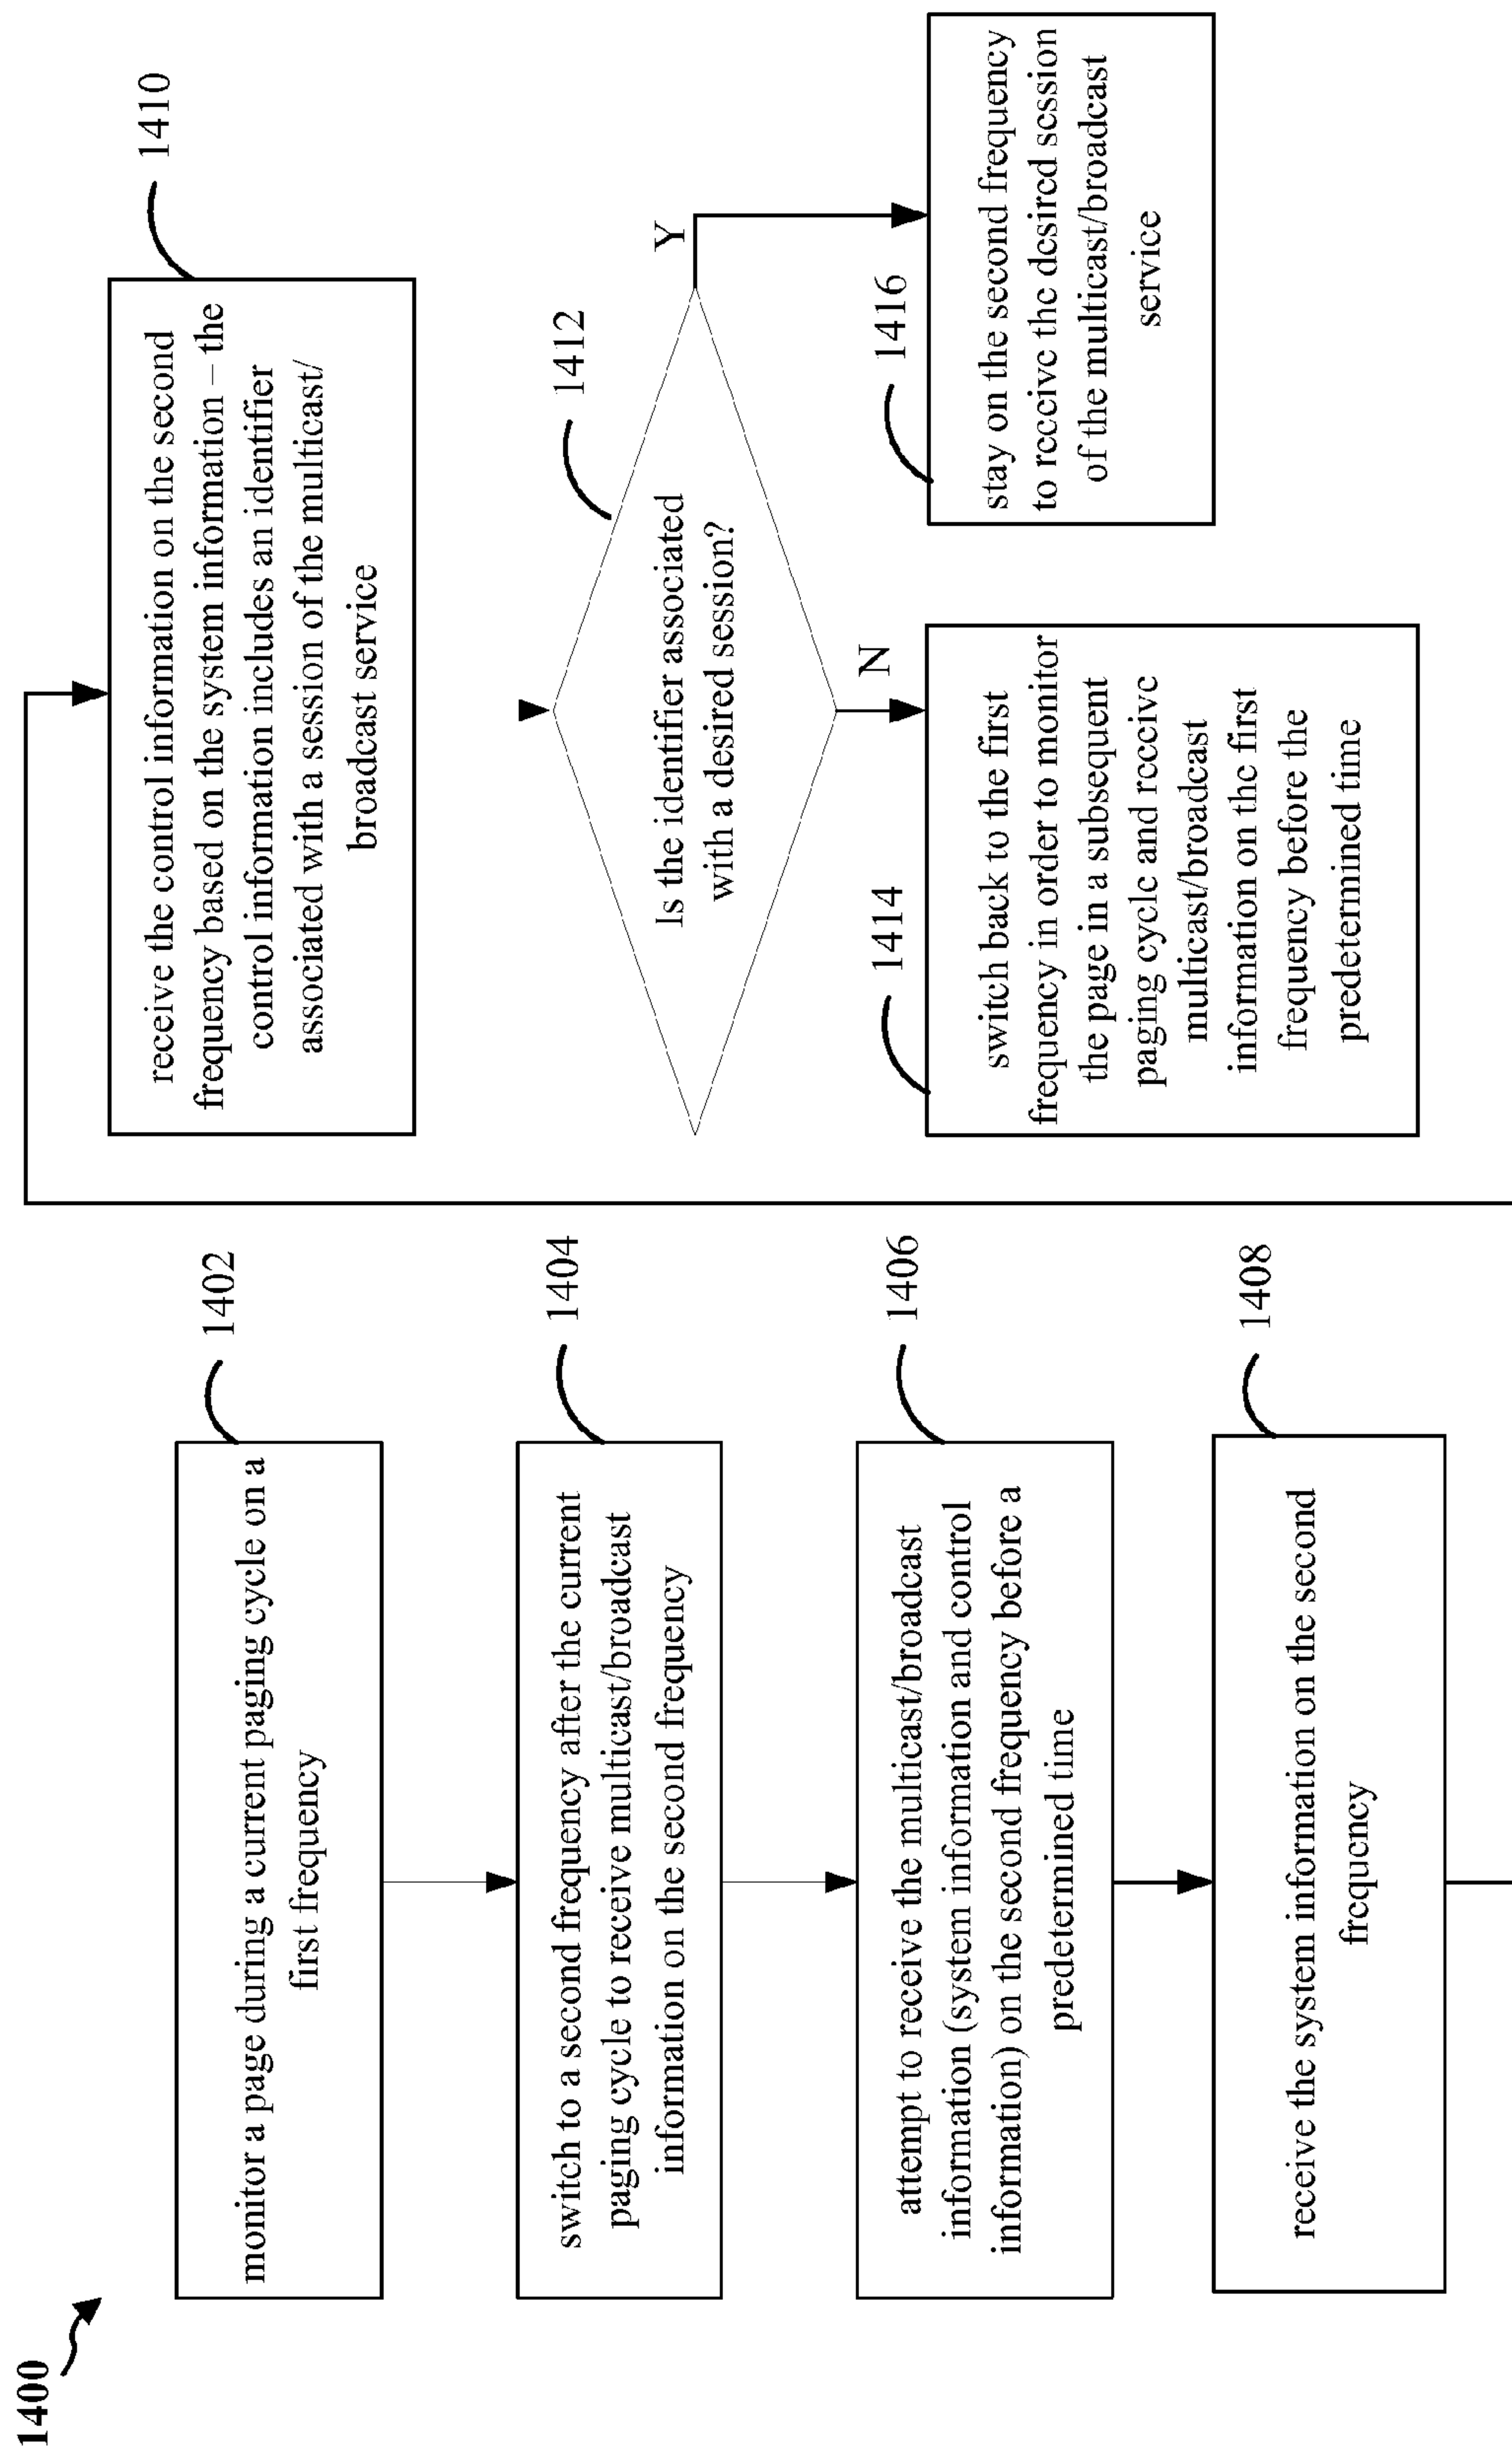 1400
1402
monitor a page during a current paging cycle on a
first frequency
1404
switch to a second frequency after the current
paging cycle to receive multicast/broadcast
information on the second frequency
1406
attempt to receive the multicast/broadcast
information (system information and control
information) on the second frequency before a
predetermined time
1408
receive the system information on the second
frequency
1410
receive the control information on the second
frequency based on the system information – the
control information includes an identifier
associated with a session of the multicast/
broadcast service
1412
Is the identifier associated
with a desired session?
Y
N
1414
switch back to the first
frequency in order to monitor
the page in a subsequent
paging cycle and receive
multicast/broadcast
information on the first
frequency before the
predetermined time
1416
stay on the second frequency
to receive the desired session
of the multicast/broadcast
service